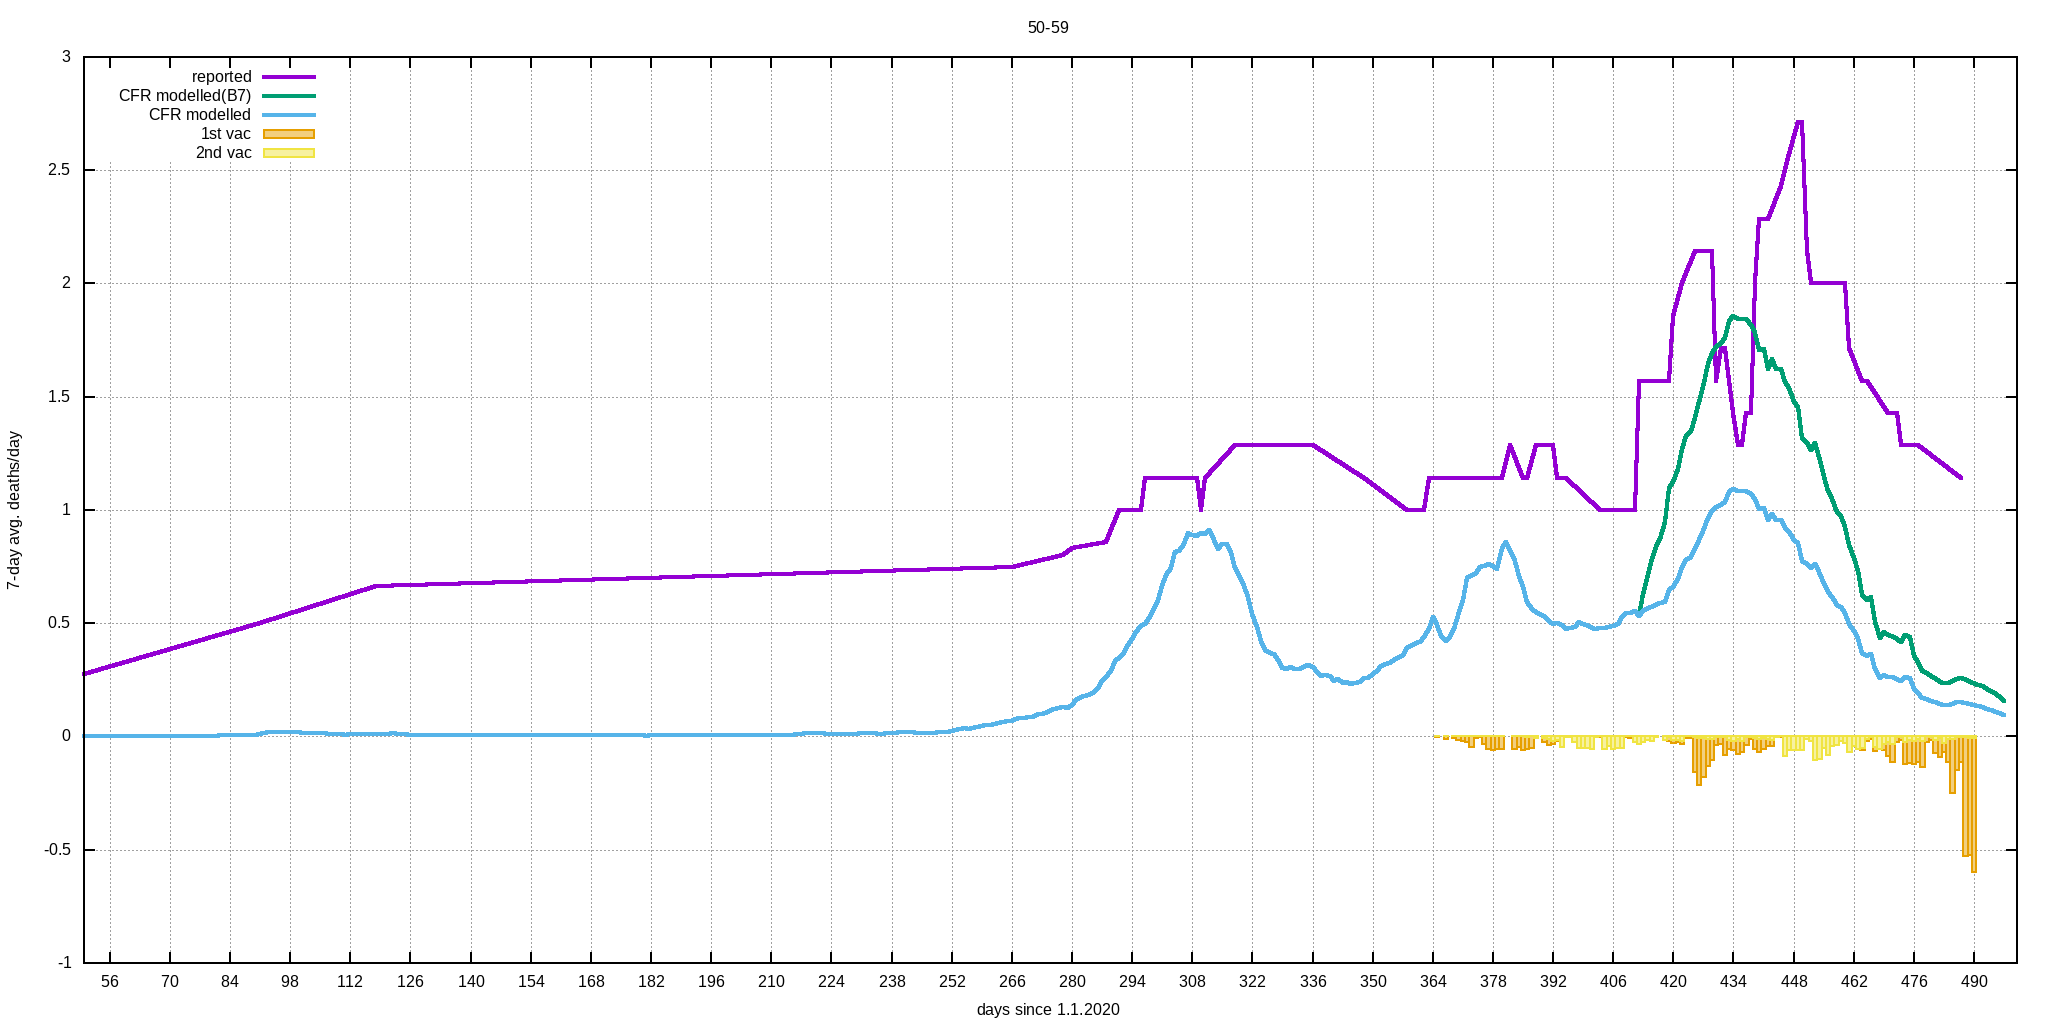 50-59
reported
CFR modelled(B7)
CFR modelled
1st vac
2nd vac
3
2.5
2
1.5
1
0.5
0
-0.5
-1
7-day avg. deaths/day
56 70 84 98 112 126 140 154 168 182 196 210 224 238 252 266 280 294 308 322 336 350 364 378 392 406 420 434 448 462 476 490
days since 1.1.2020